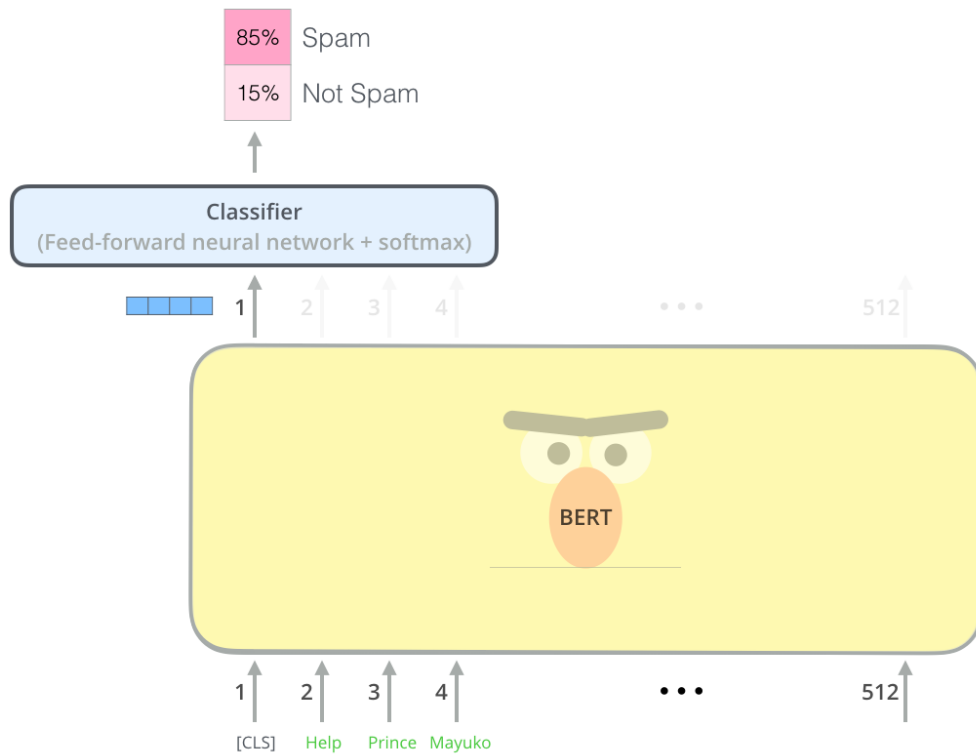 85% Spam
15% Not Spam
Classifier
(Feed-forward neural network + softmax)
1 2 3 4 ••• 512
BERT
1 2 3 4 ••• 512
[CLS] Help Prince Mayuko